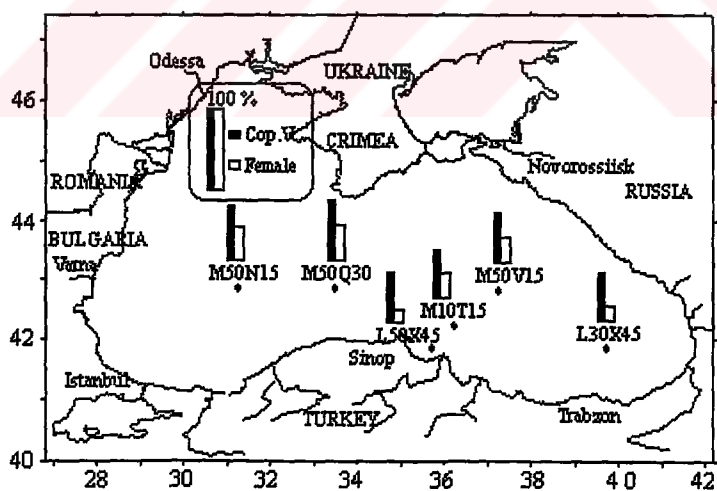 Odessa
UKRAINE
46
100 %
Cop. VI
CRIMEA
Female
Novorossiisk
ROMANIA
RUSSIA
44
BULGARIA
Varna
M50N15
M50Q30
M50V15
M10T15
L50X45
L30X45
42
Sinop
Istanbul
TURKEY
Trabzon
40
28 30 32 34 36 38 40 42